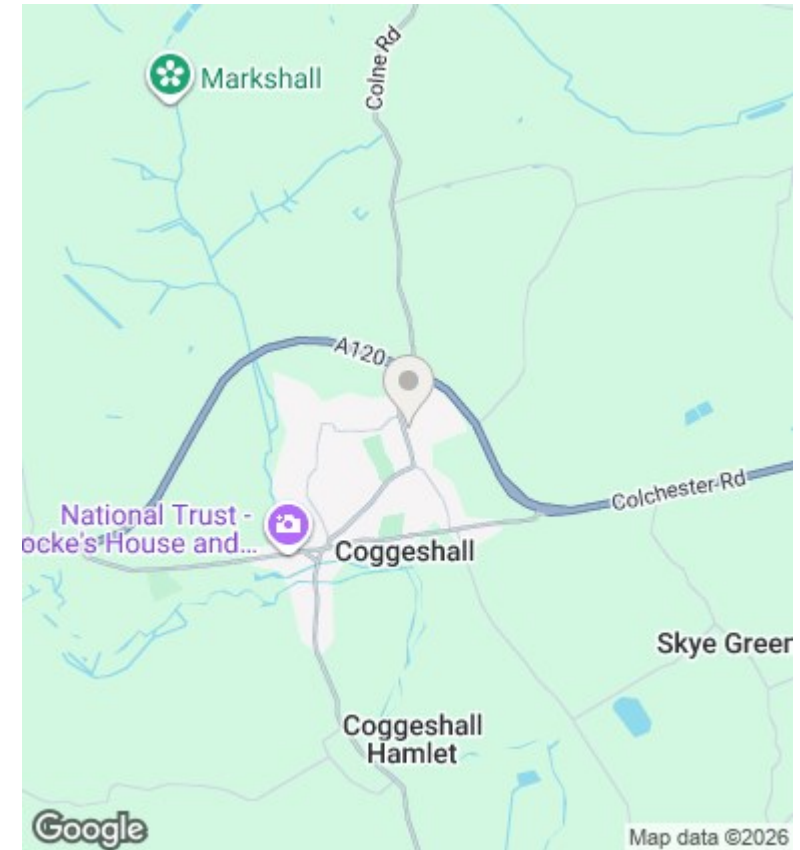 Colne Rd
Markshall
A120
Colchester Rd
National Trust -
ocke's House and...
Coggeshall
Skye Green
Coggeshall
Hamlet
Google
Map data ©2026